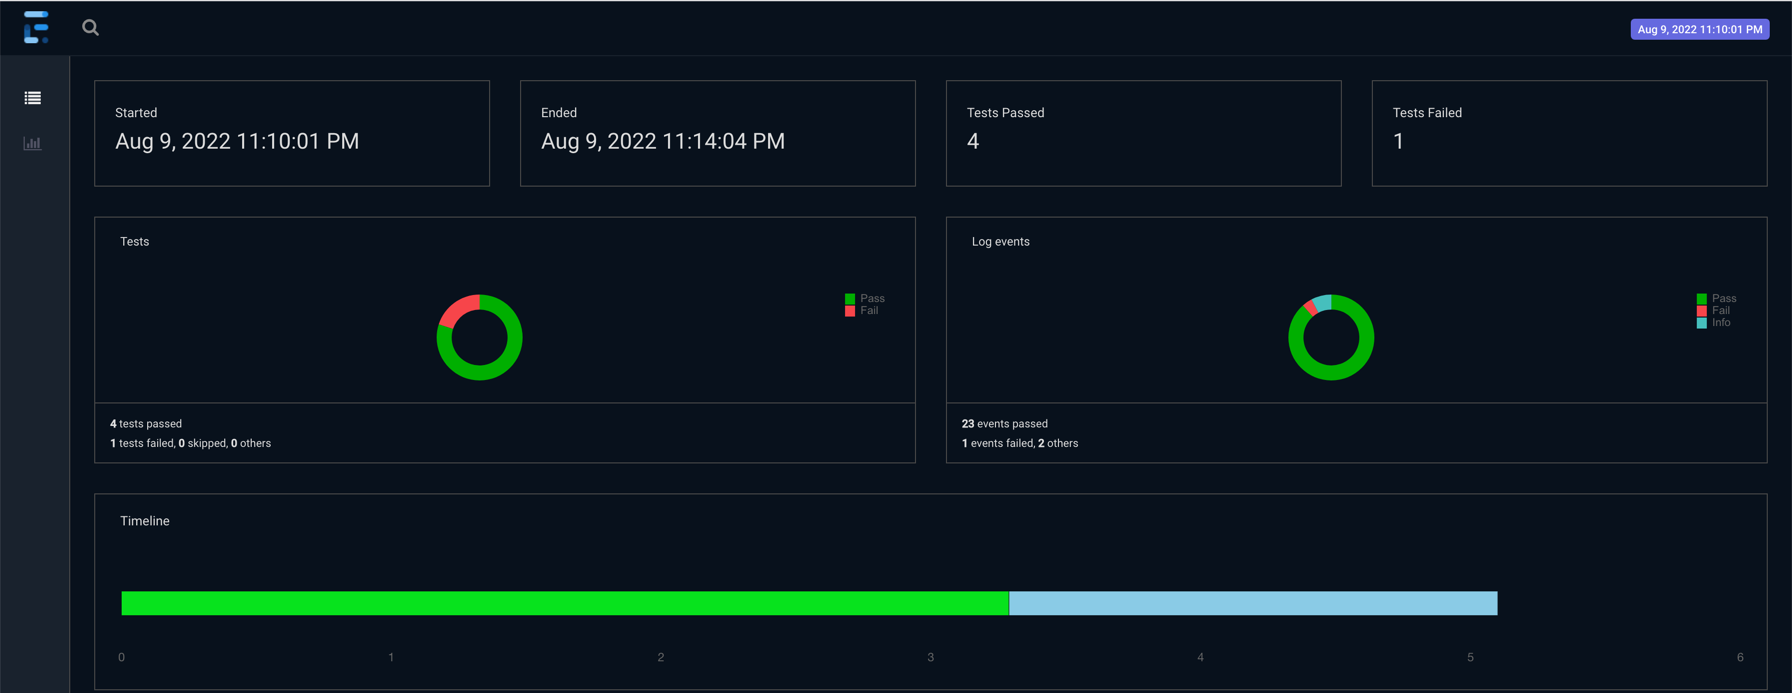 Aug 9, 2022 11:10:01 PM
Started
Aug 9, 2022 11:10:01 PM
Ended
Aug 9, 2022 11:14:04 PM
Tests Passed
4
Tests Failed
1
Tests
Pass
Fail
4 tests passed
1 tests failed, 0 skipped, 0 others
Log events
Pass
Fail
Info
23 events passed
1 events failed, 2 others
Timeline
0 1 2 3 4 5 6